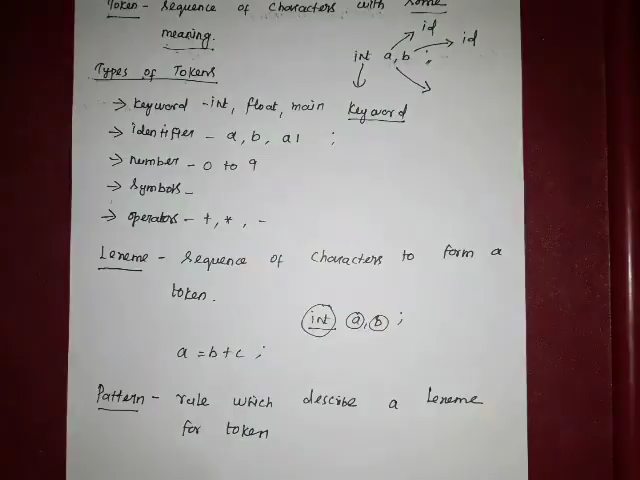 Token - Sequence of Characters with Some
meaning.
id
id
int a, b ;
Keyword
Types of Tokens
→ Keyword - int, float, main
→ identifier - a, b, a1 ;
→ number - 0 to 9
→ Symbols -
→ operators - +, *, -
Lexeme - Sequence of Characters to form a
token.
int a, b ;
a = b + c ;
Pattern - rule which describe a Lexeme
for token